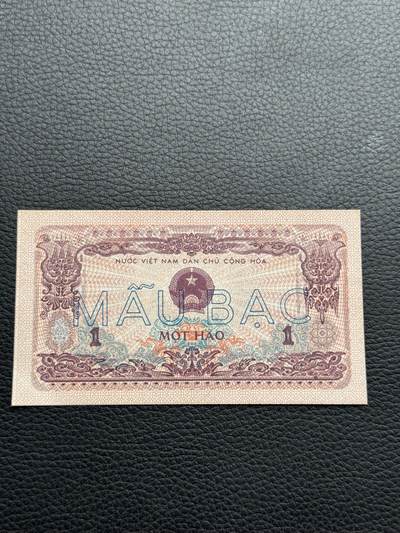 NƯỚC VIỆT NAM DÂN CHỦ CỘNG HÒA
MẪU BẠC
1 MỘT HÀO 1